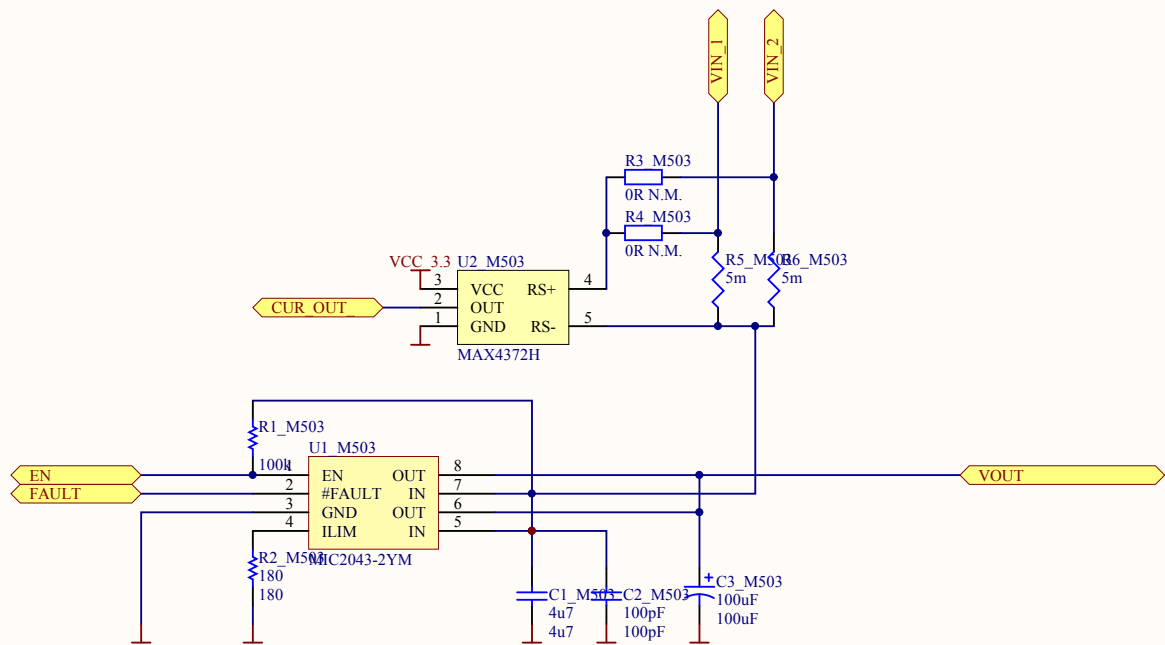 VIN_1
VIN_2
R3_M503
0R N.M.
R4_M503
0R N.M.
VCC_3.3
U2_M503
R5_M503
R6_M503
5m
5m
3
VCC
RS+
4
CUR_OUT_
2
OUT
1
GND
RS-
5
MAX4372H
R1_M503
100k
U1_M503
EN
1
EN
OUT
8
VOUT
FAULT
2
#FAULT
IN
7
3
GND
OUT
6
4
ILIM
IN
5
R2_M503
MIC2043-2YM
180
180
C1_M503
4u7
4u7
C2_M503
100pF
100pF
+
C3_M503
100uF
100uF